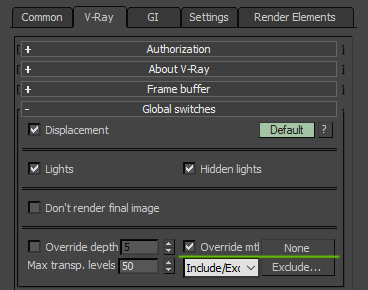 Common V-Ray GI Settings Render Elements
+ Authorization
+ About V-Ray
+ Frame buffer
- Global switches
Displacement Default ?
Lights Hidden lights
Don't render final image
Override depth 5 Override mtl None
Max transp. levels 50 Include/Exc Exclude...